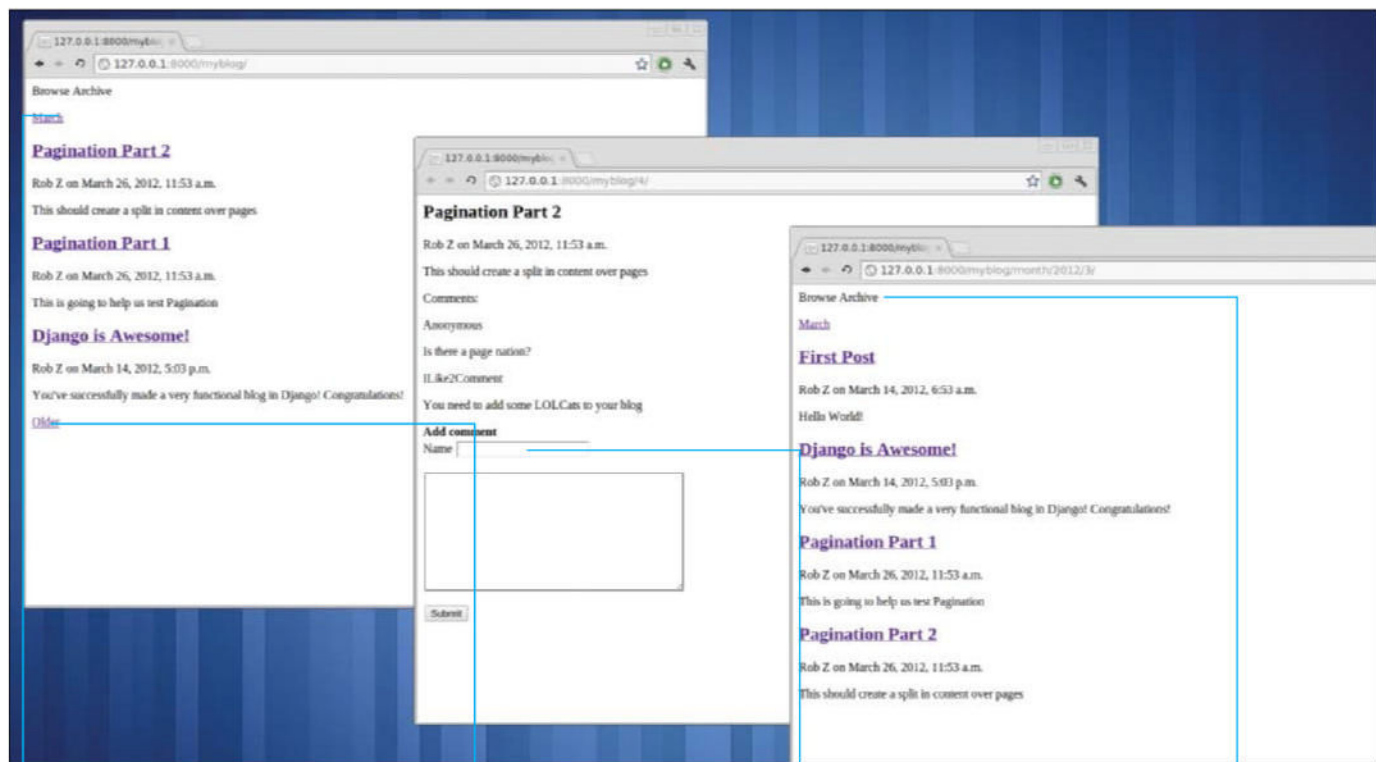 127.0.0.1:8000/myblo
127.0.0.1:8000/myblog/
Browse Archive
March
Pagination Part 2
Rob Z on March 26, 2012, 11:53 a.m.
This should create a split in content over pages
Pagination Part 1
Rob Z on March 26, 2012, 11:53 a.m.
This is going to help us test Pagination
Django is Awesome!
Rob Z on March 14, 2012, 5:03 p.m.
You've successfully made a very functional blog in Django! Congratulations!
Older
127.0.0.1:8000/myblog
127.0.0.1:8000/myblog/4/
Pagination Part 2
Rob Z on March 26, 2012, 11:53 a.m.
This should create a split in content over pages
Comments:
Anonymous
Is there a page nation?
ILike2Comment
You need to add some LOLCats to your blog
Add comment
Name
Submit
127.0.0.1:8000/myblo
127.0.0.1:8000/myblog/month/2012/3/
Browse Archive
March
First Post
Rob Z on March 14, 2012, 6:53 a.m.
Hello World!
Django is Awesome!
Rob Z on March 14, 2012, 5:03 p.m.
You've successfully made a very functional blog in Django! Congratulations!
Pagination Part 1
Rob Z on March 26, 2012, 11:53 a.m.
This is going to help us test Pagination
Pagination Part 2
Rob Z on March 26, 2012, 11:53 a.m.
This should create a split in content over pages